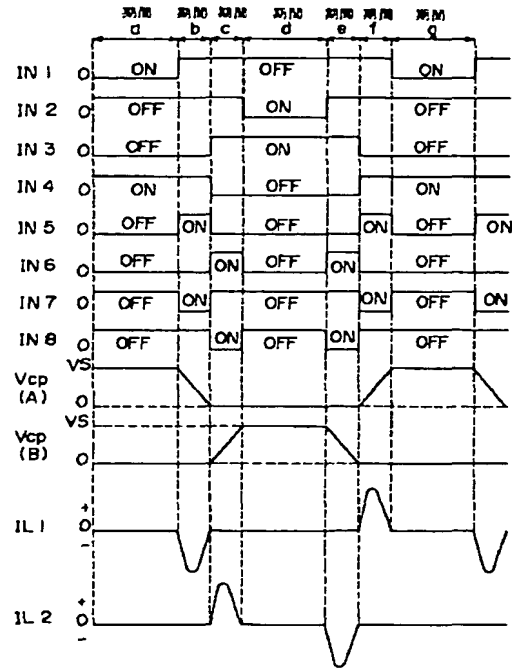 期間 期間 期間 期間 期間 期間 期間
a b c d e f g
IN 1 0 ON OFF ON
IN 2 0 OFF ON OFF
IN 3 0 OFF ON OFF
IN 4 0 ON OFF ON
IN 5 0 OFF ON OFF ON OFF ON
IN 6 0 OFF ON OFF ON OFF
IN 7 0 OFF ON OFF ON OFF ON
IN 8 0 OFF ON OFF ON OFF
VS
Vcp 0
(A)
VS
Vcp
(B) 0
+
IL 1 0
-
+
IL 2 0
-